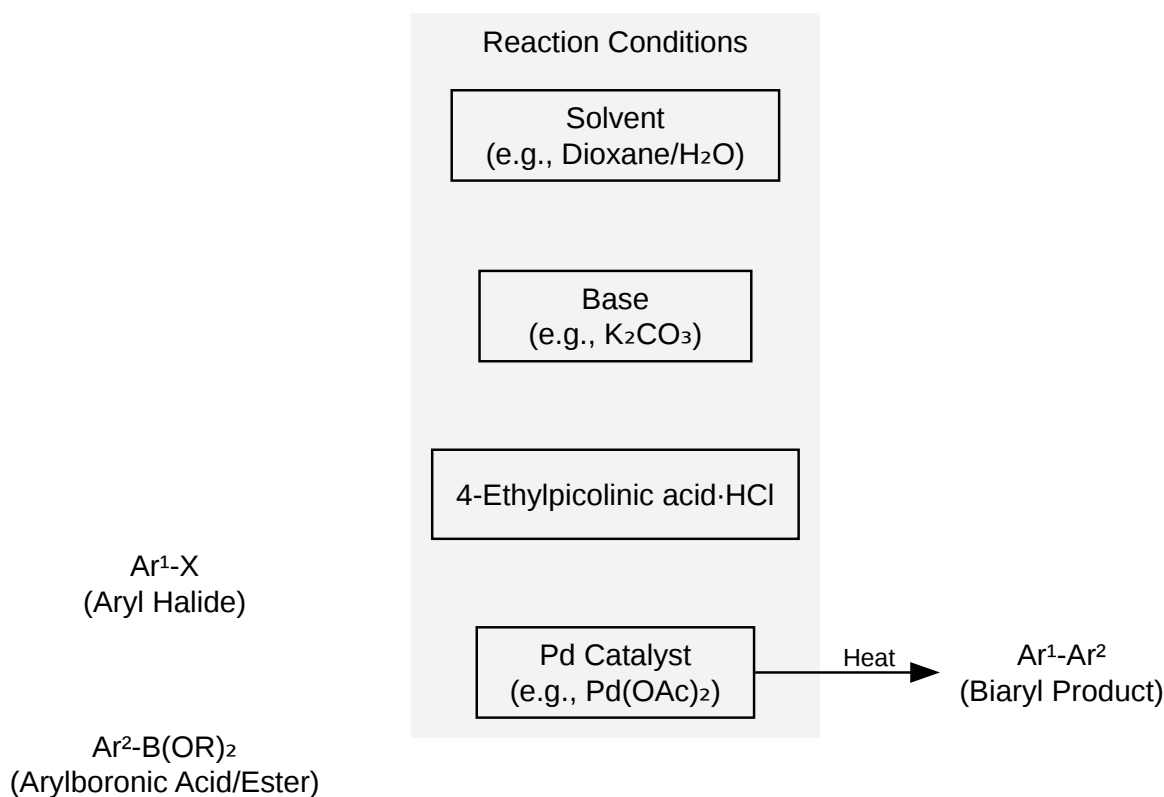 Reaction Conditions
Solvent
(e.g., Dioxane/H₂O)
Base
(e.g., K₂CO₃)
4-Ethylpicolinic acid·HCl
Ar¹-X
(Aryl Halide)
Pd Catalyst
(e.g., Pd(OAc)₂)
Heat
Ar¹-Ar²
(Biaryl Product)
Ar²-B(OR)₂
(Arylboronic Acid/Ester)